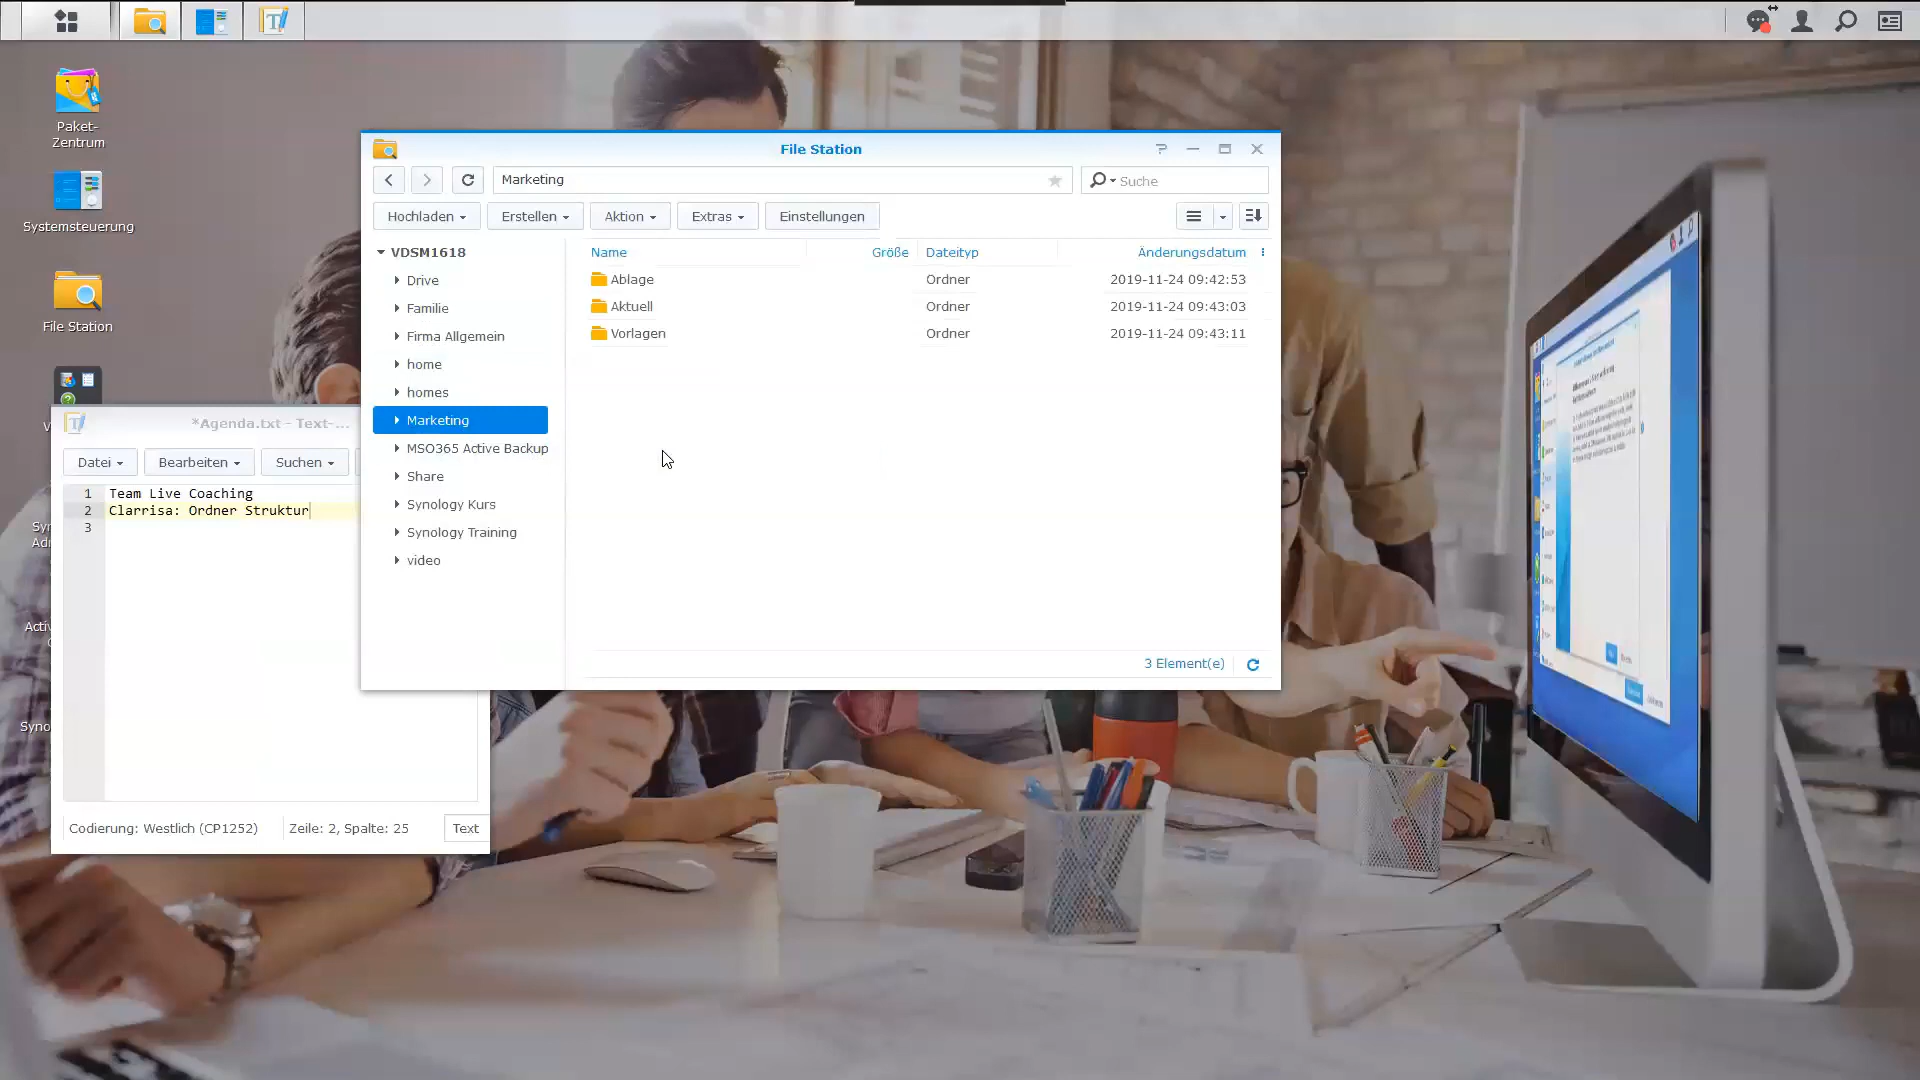 Paket-
Zentrum
Systemsteuerung
File Station
File Station
Marketing
Suche
Hochladen
Erstellen
Aktion
Extras
Einstellungen
VDSM1618
Drive
Familie
Firma Allgemein
home
homes
Marketing
MSO365 Active Backup
Share
Synology Kurs
Synology Training
video
Name Größe Dateityp Änderungsdatum
Ablage Ordner 2019-11-24 09:42:53
Aktuell Ordner 2019-11-24 09:43:03
Vorlagen Ordner 2019-11-24 09:43:11
3 Element(e)
*Agenda.txt - Text-...
Datei
Bearbeiten
Suchen
1 Team Live Coaching
2 Clarrisa: Ordner Struktur
3
Codierung: Westlich (CP1252)
Zeile: 2, Spalte: 25
Text